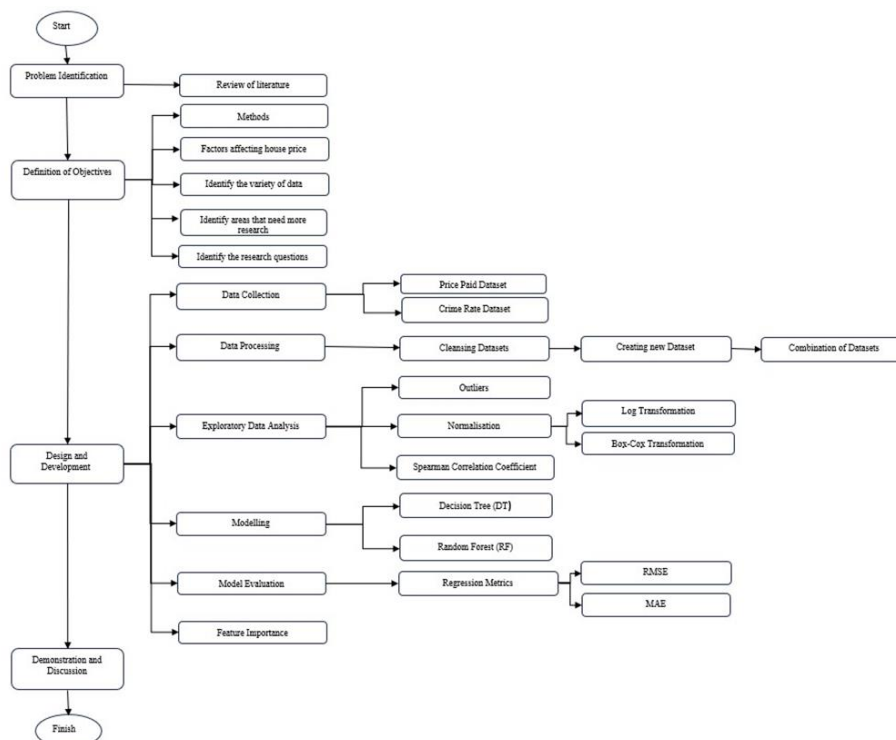 Start
Problem Identification
Review of literature
Methods
Factors affecting house price
Definition of Objectives
Identify the variety of data
Identify areas that need more
research
Identify the research questions
Data Collection
Price Paid Dataset
Crime Rate Dataset
Data Processing
Cleansing Datasets
Creating new Dataset
Combination of Datasets
Outliers
Exploratory Data Analysis
Normalisation
Log Transformation
Box-Cox Transformation
Spearman Correlation Coefficient
Design and
Development
Modelling
Decision Tree (DT)
Random Forest (RF)
Model Evaluation
Regression Metrics
RMSE
MAE
Feature Importance
Demonstration and
Discussion
Finish